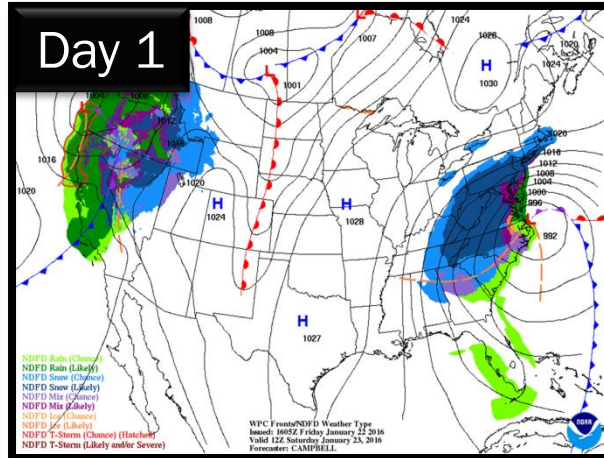 Day 1
1008
1004
1001
1007
1024
1028
1020
1024
H
1030
1004
1008
1012
1016
1016
1020
1020
H
1024
H
1028
H
1027
1020
1016
1012
1008
1004
1000
996
L
992
NDFD Rain (Chance)
NDFD Rain (Likely)
NDFD Snow (Chance)
NDFD Snow (Likely)
NDFD Mix (Chance)
NDFD Mix (Likely)
NDFD Ice (Chance)
NDFD Ice (Likely)
NDFD T-Storm (Chance) (Hatched)
NDFD T-Storm (Likely and/or Severe)
WPC Fronts/NDFD Weather Type
Issued: 1605Z Friday January 22 2016
Valid 12Z Saturday January 23, 2016
Forecaster: CAMPBELL
NOAA